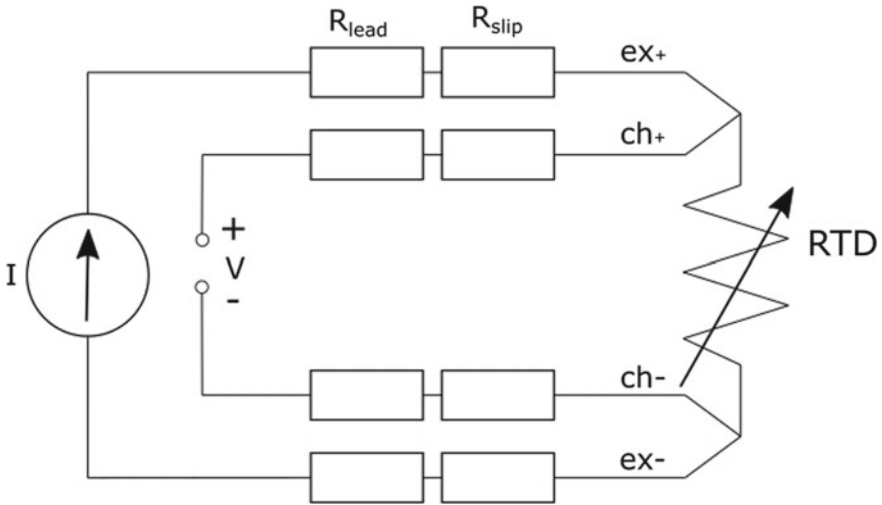 R_lead R_slip
ex+
ch+
+
I V RTD
-
ch-
ex-